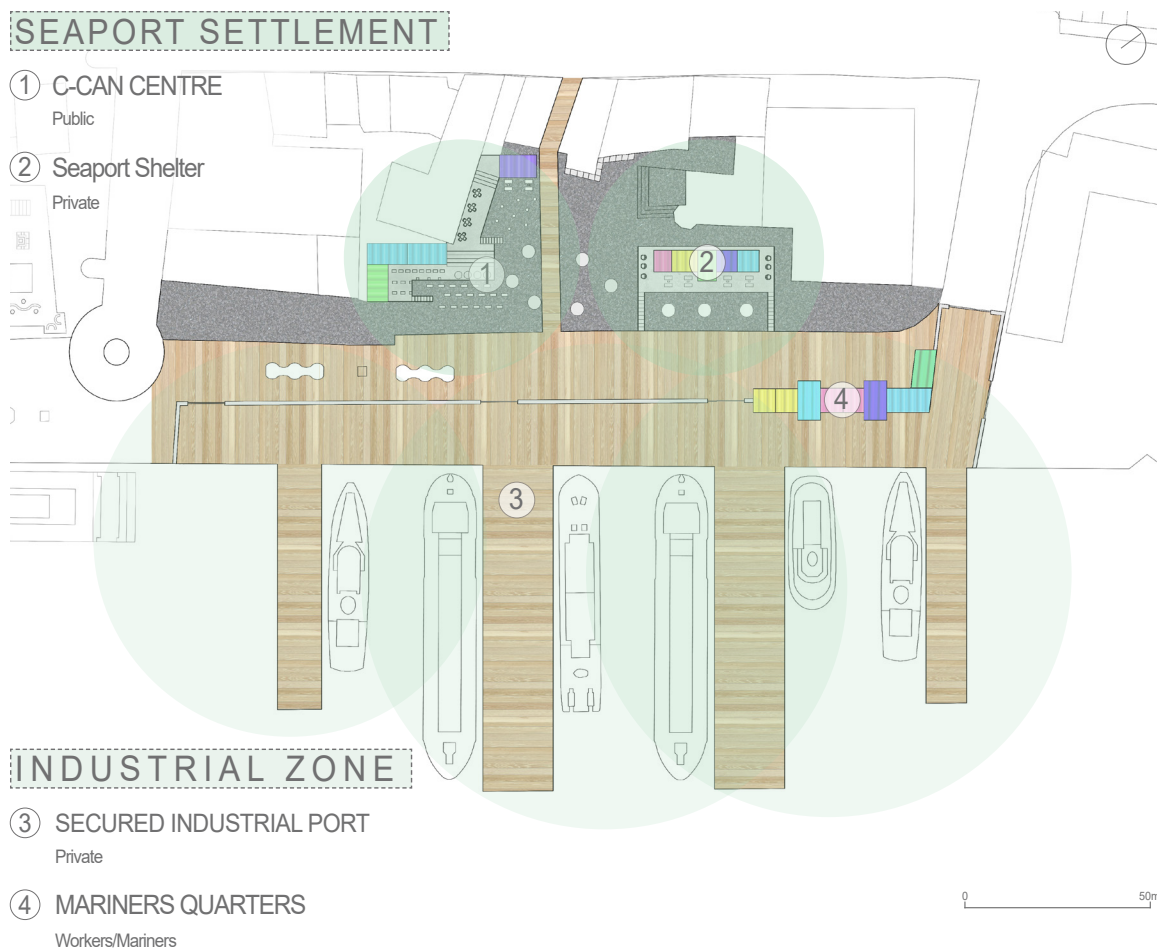 SEAPORT SETTLEMENT
1 C-CAN CENTRE
Public
2 Seaport Shelter
Private
1
2
4
3
INDUSTRIAL ZONE
3 SECURED INDUSTRIAL PORT
Private
4 MARINERS QUARTERS
Workers/Mariners
0 50m